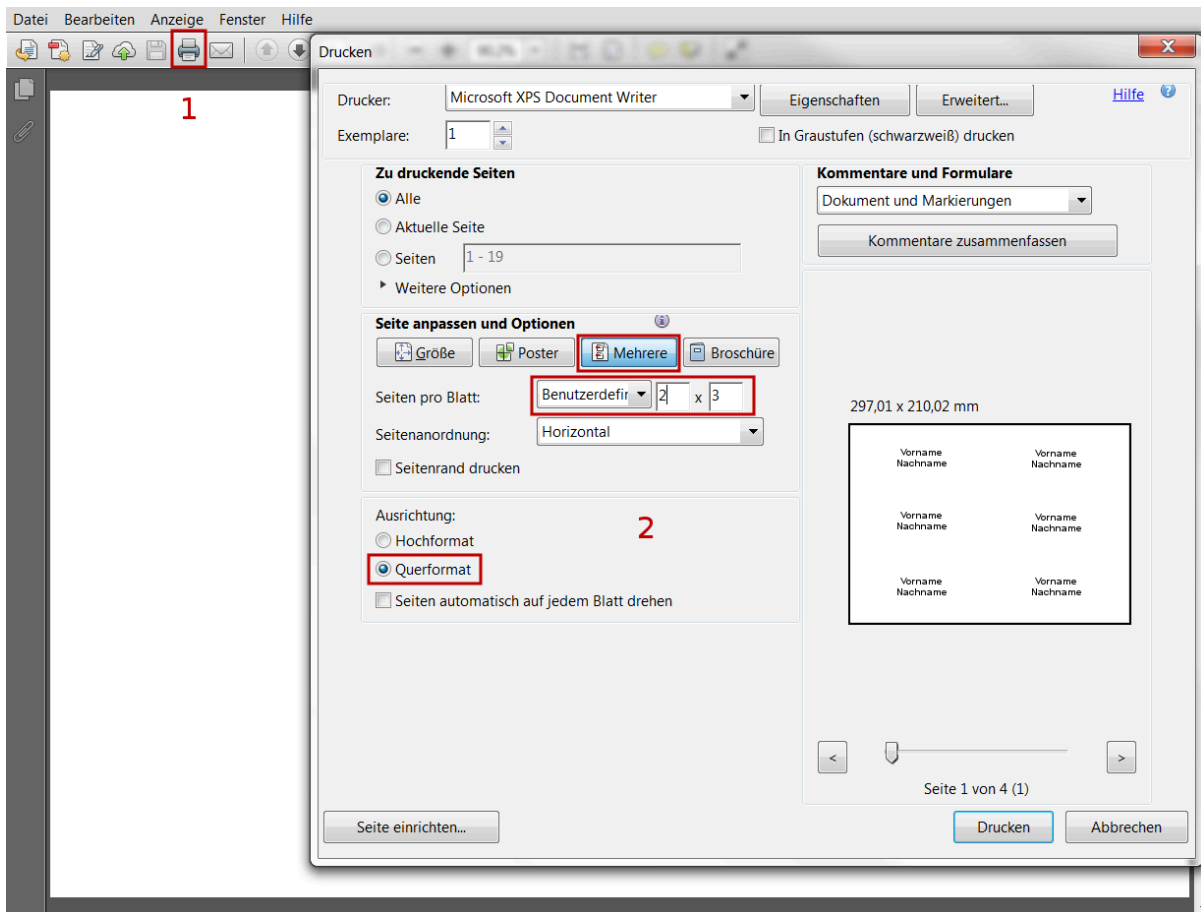 Datei Bearbeiten Anzeige Fenster Hilfe
Drucken
1
Drucker: Microsoft XPS Document Writer Eigenschaften Erweitert... Hilfe
Exemplare: 1 In Graustufen (schwarzweiß) drucken
Zu druckende Seiten
Alle
Aktuelle Seite
Seiten 1 - 19
Weitere Optionen
Kommentare und Formulare
Dokument und Markierungen
Kommentare zusammenfassen
Seite anpassen und Optionen
Größe Poster Mehrere Broschüre
Seiten pro Blatt: Benutzerdefir 2 x 3
Seitenanordnung: Horizontal
Seitenrand drucken
Ausrichtung:
Hochformat
Querformat
Seiten automatisch auf jedem Blatt drehen
2
297,01 x 210,02 mm
Vorname Vorname
Nachname Nachname
Vorname Vorname
Nachname Nachname
Vorname Vorname
Nachname Nachname
< >
Seite 1 von 4 (1)
Seite einrichten... Drucken Abbrechen